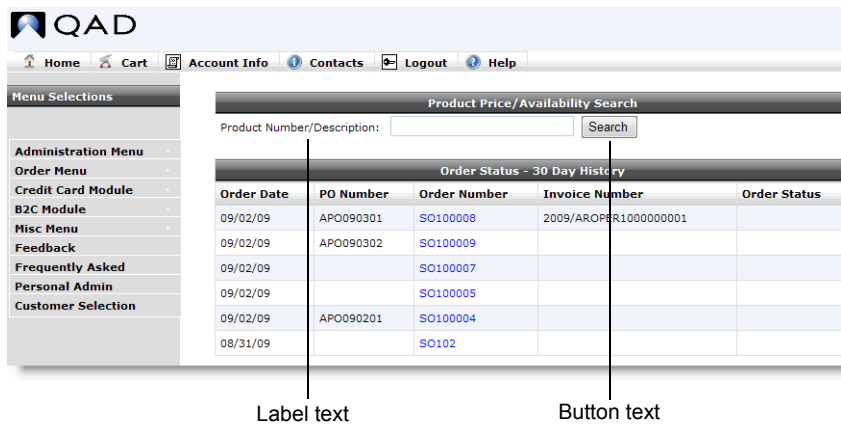 QAD
Home Cart Account Info Contacts Logout Help
Menu Selections
Administration Menu
Order Menu
Credit Card Module
B2C Module
Misc Menu
Feedback
Frequently Asked
Personal Admin
Customer Selection
Product Price/Availability Search
Product Number/Description: Search
Order Status - 30 Day History
Order Date PO Number Order Number Invoice Number Order Status
09/02/09 APO090301 SO100008 2009/AROPER1000000001
09/02/09 APO090302 SO100009
09/02/09 SO100007
09/02/09 SO100005
09/02/09 APO090201 SO100004
08/31/09 SO102
Label text Button text